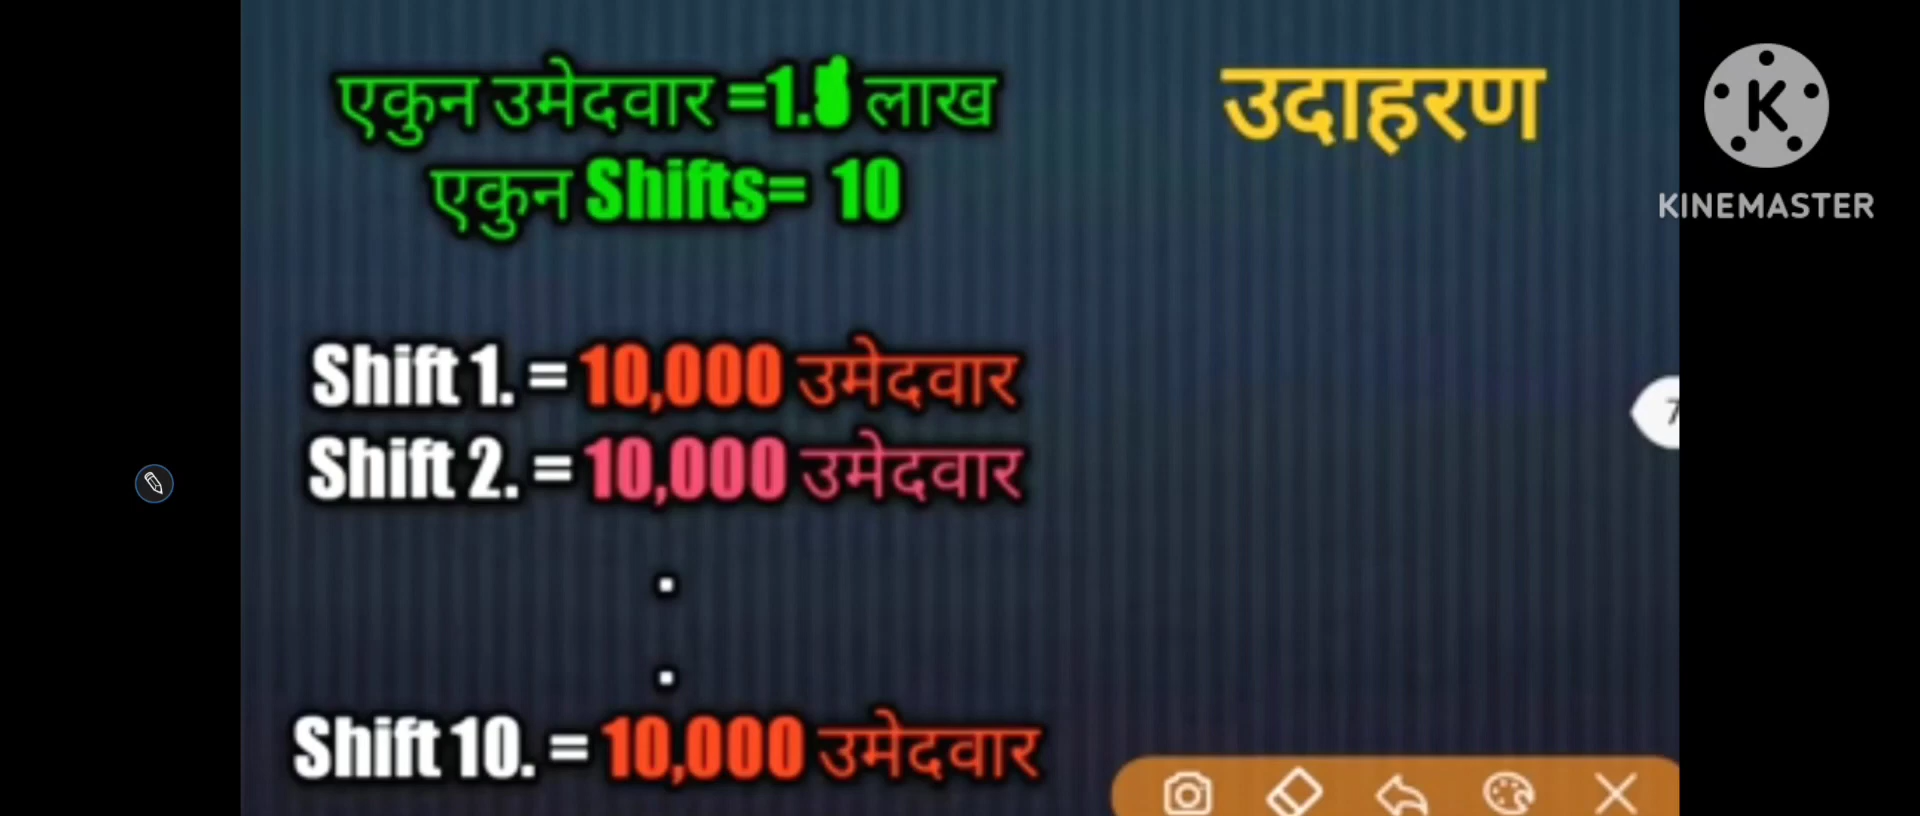 एकुन उमेदवार =1. लाख
उदाहरण
एकुन Shifts= 10
K
KINEMASTER
Shift 1. = 10,000 उमेदवार
7
Shift 2. = 10,000 उमेदवार
.
.
Shift 10. = 10,000 उमेदवार